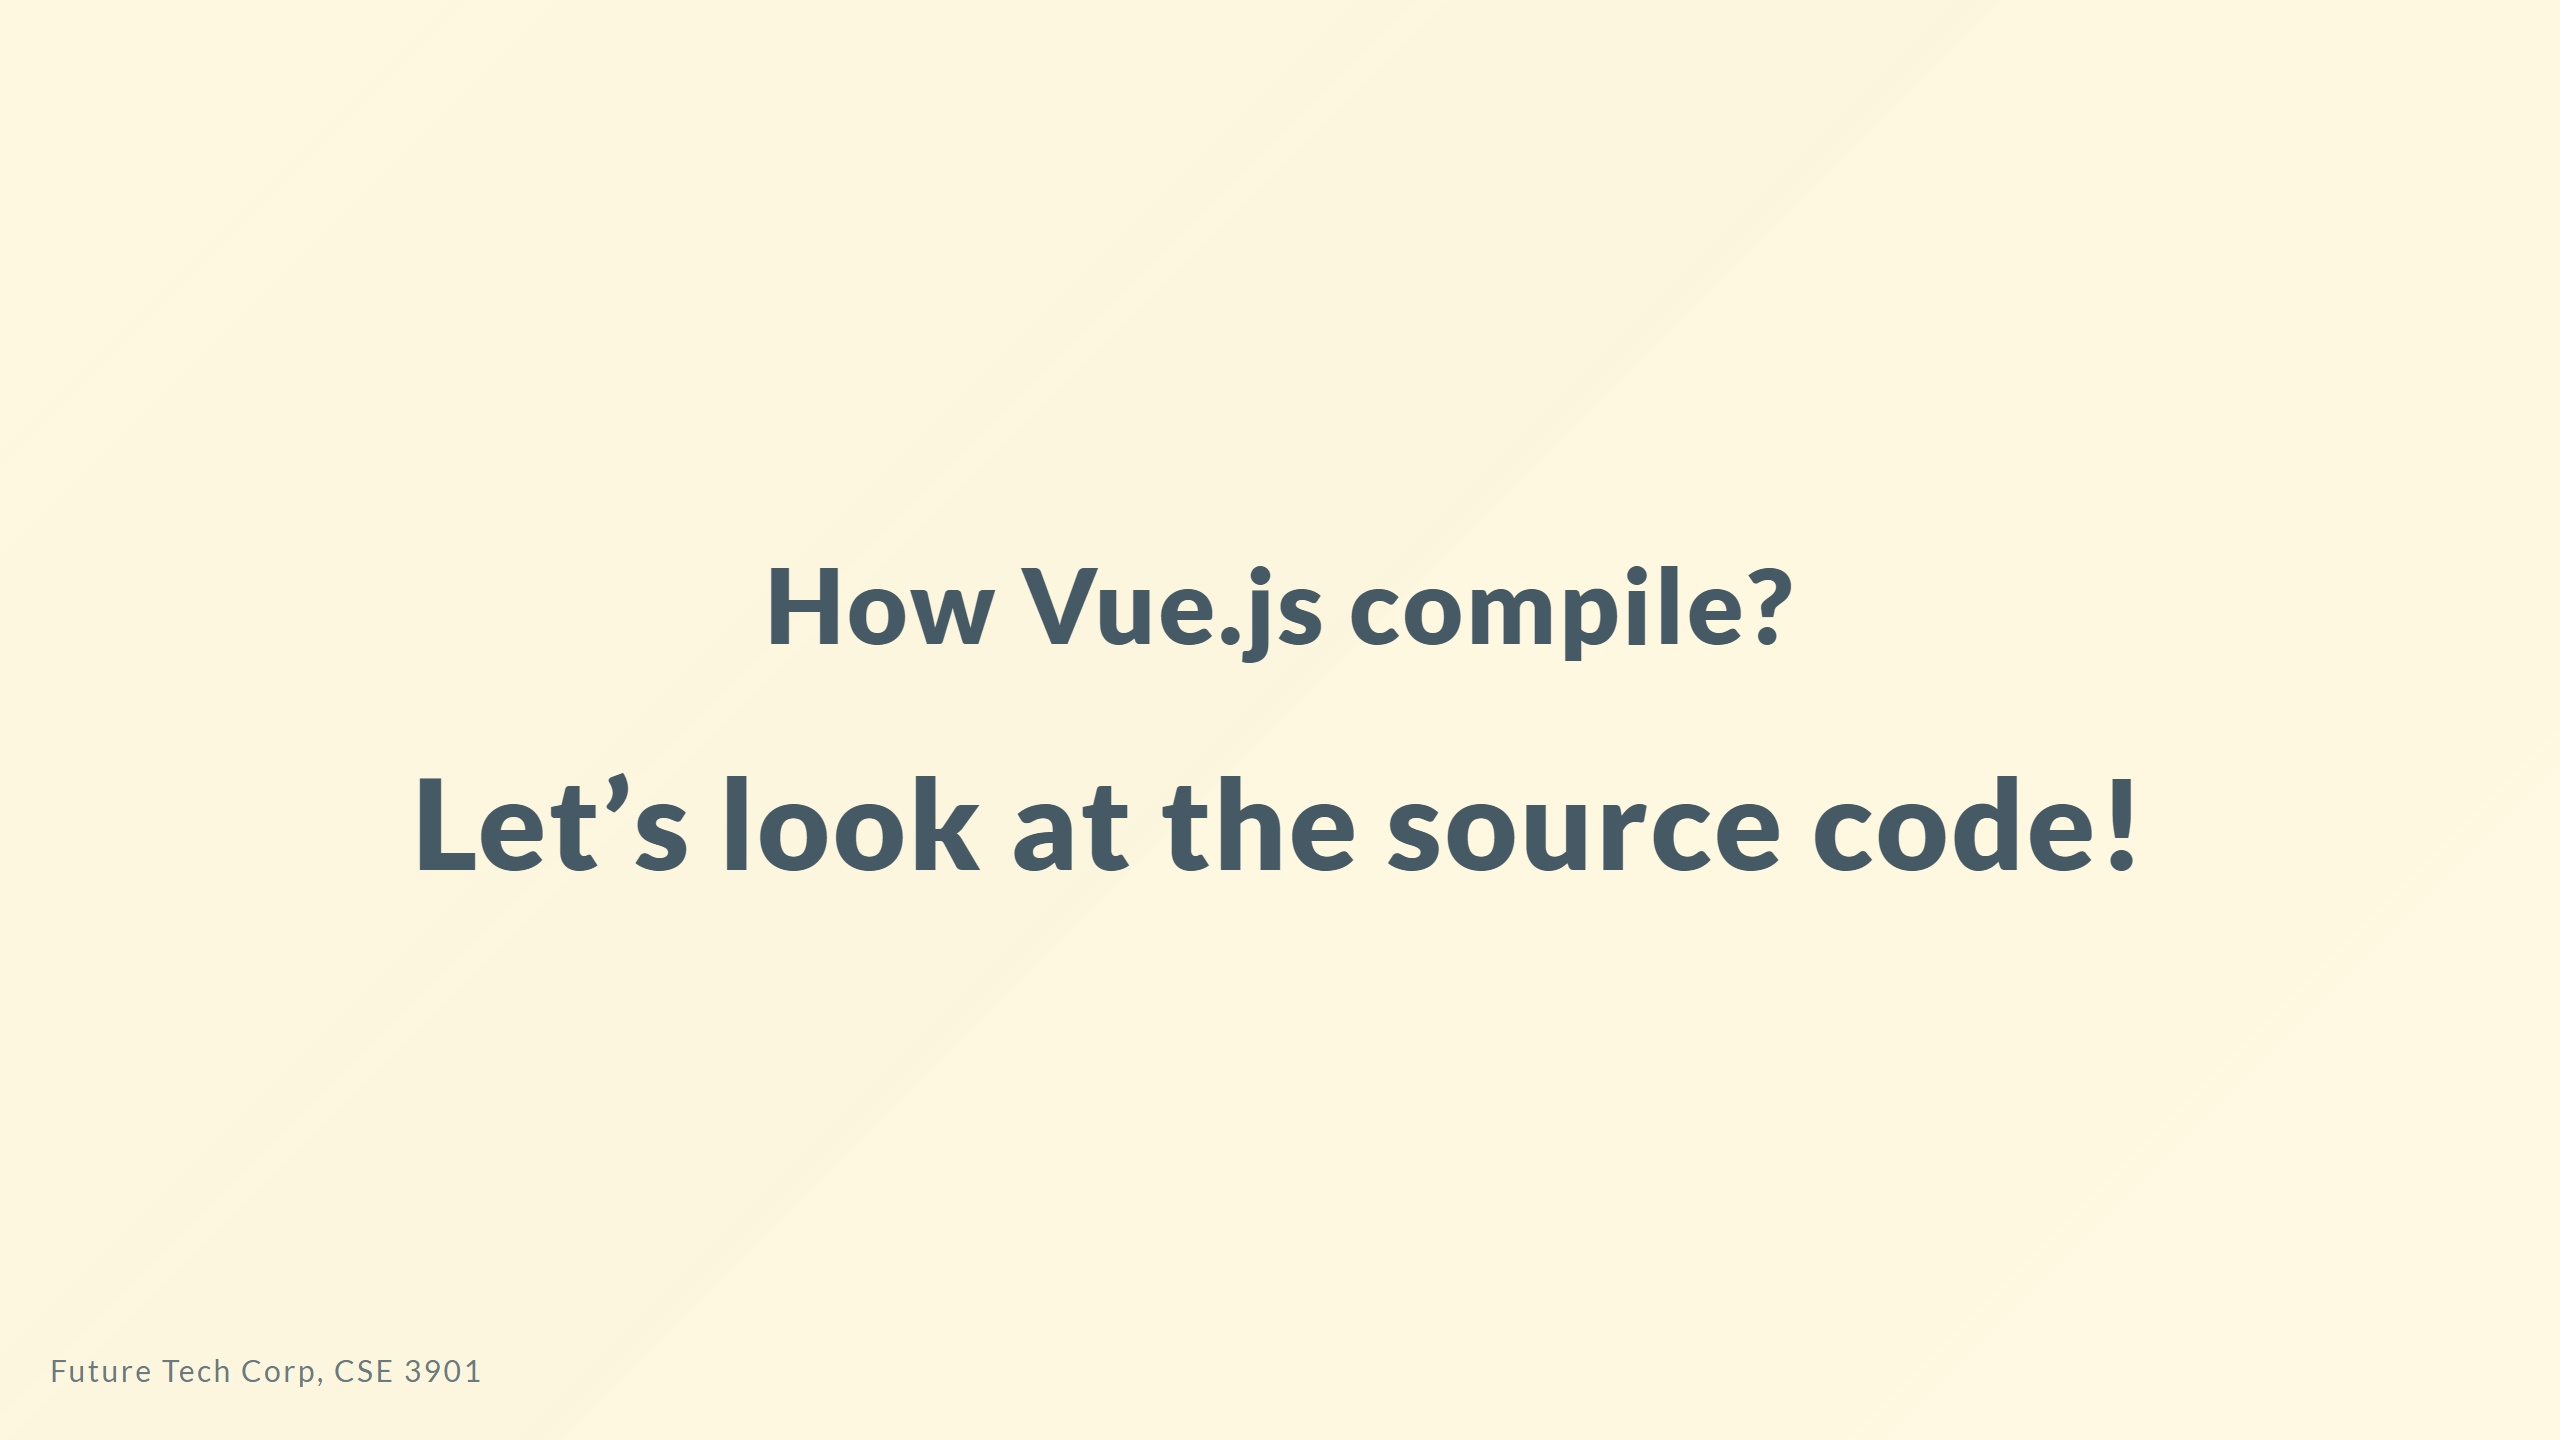 How Vue.js compile?
Let’s look at the source code!
Future Tech Corp, CSE 3901